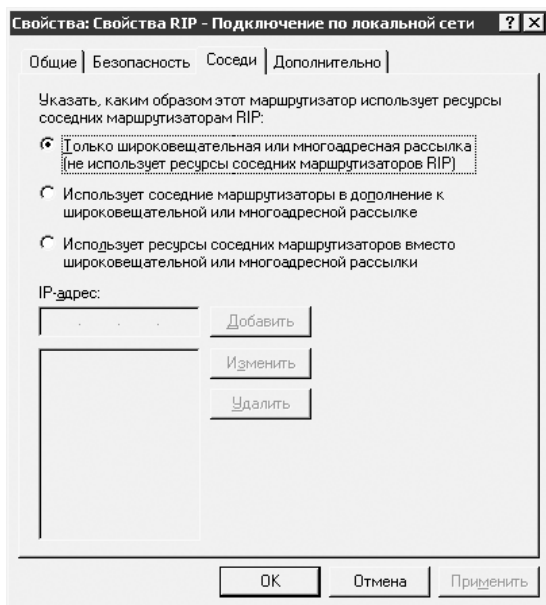 Свойства: Свойства RIP - Подключение по локальной сети
Общие Безопасность Соседи Дополнительно
Указать, каким образом этот маршрутизатор использует ресурсы
соседних маршрутизаторам RIP:
Только широковещательная или многоадресная рассылка
(не использует ресурсы соседних маршрутизаторов RIP)
Использует соседние маршрутизаторы в дополнение к
широковещательной или многоадресной рассылке
Использует ресурсы соседних маршрутизаторов вместо
широковещательной или многоадресной рассылки
IP-адрес:
Добавить
Изменить
Удалить
OK Отмена Применить